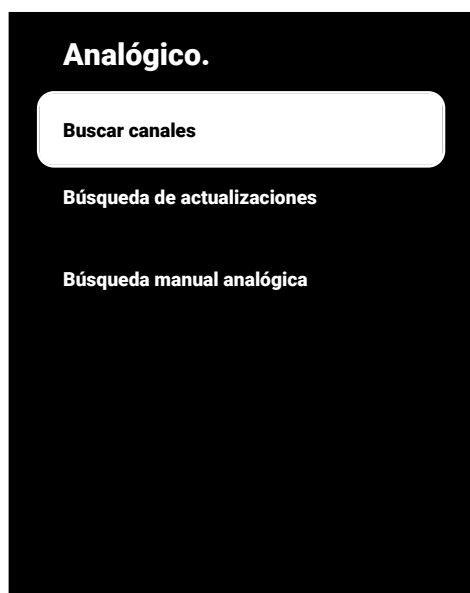 Analógico.
Buscar canales
Búsqueda de actualizaciones
Búsqueda manual analógica